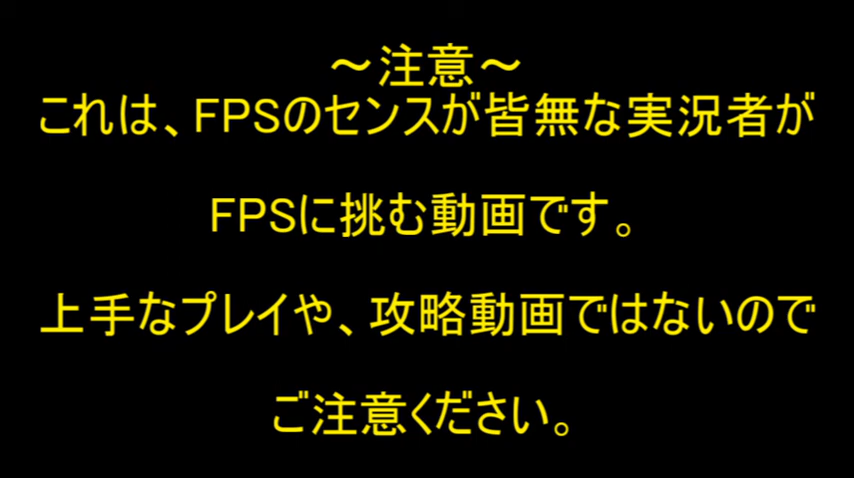 ～注意～
これは、FPSのセンスが皆無な実況者が
FPSに挑む動画です。
上手なプレイや、攻略動画ではないので
ご注意ください。